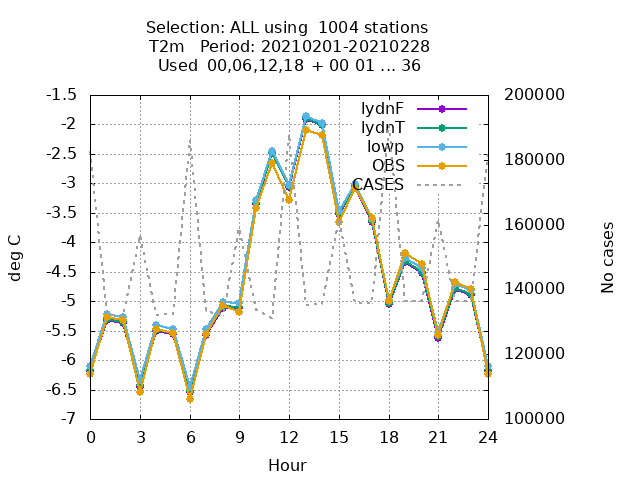 Selection: ALL using  1004 stations
T2m   Period: 20210201-20210228
Used  00,06,12,18  + 00 01 ... 36
-1.5
-2
-2.5
-3
-3.5
-4
-4.5
-5
-5.5
-6
-6.5
-7
deg C
200000
180000
160000
140000
120000
100000
No cases
lydnF
lydnT
lowp
OBS
CASES
0 3 6 9 12 15 18 21 24
Hour